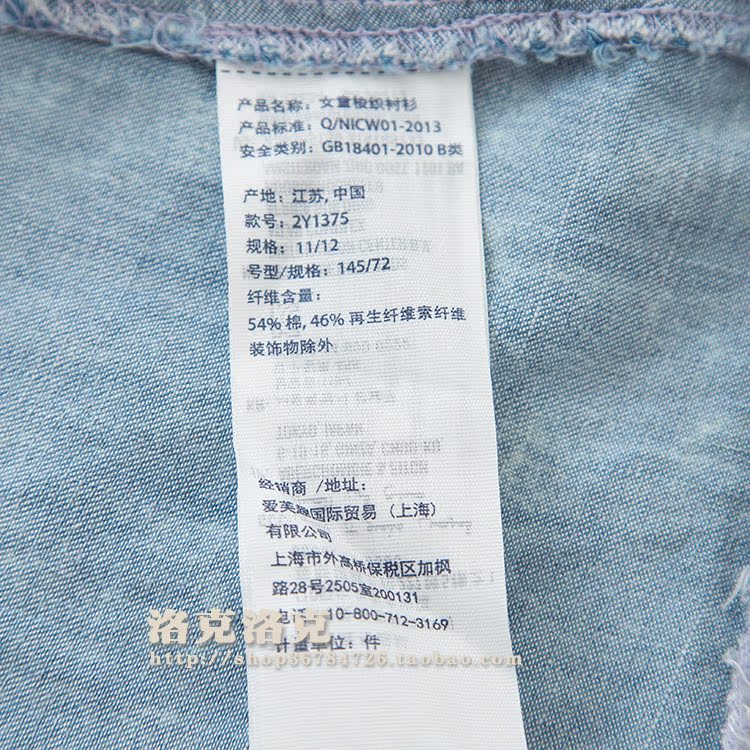 产品名称: 女童梭织衬杉
产品标准: Q/NICW01-2013
安全类别: GB18401-2010 B类
产地: 江苏, 中国
款号: 2Y1375
规格: 11/12
号型/规格: 145/72
纤维含量:
54% 棉, 46% 再生纤维素纤维
装饰物除外
经销商 /地址:
爱芙趣国际贸易 (上海)
有限公司
上海市外高桥保税区加枫
路28号2505室200131
电话: 10-800-712-3169
计量单位: 件
洛克洛克
http://shop36784726.taobao.com